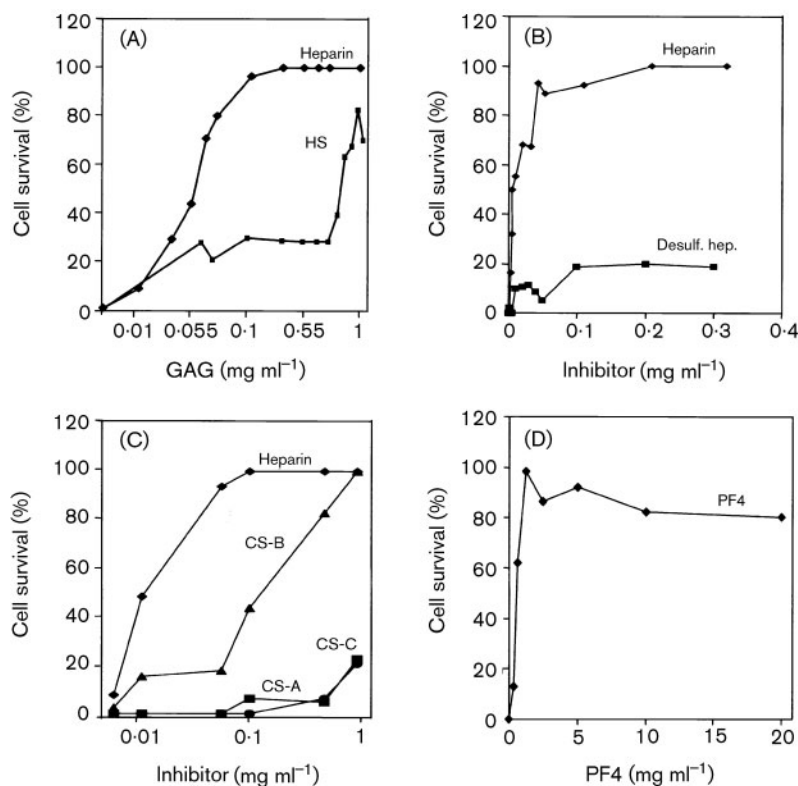 (A)
120
100
80
60
40
20
0
Cell survival (%)
Heparin
HS
0·01 0·055 0·1 0·55 1
GAG (mg ml⁻¹)
(B)
120
100
80
60
40
20
0
Cell survival (%)
Heparin
Desulf. hep.
0 0·1 0·2 0·3 0·4
Inhibitor (mg ml⁻¹)
(C)
120
100
80
60
40
20
0
Cell survival (%)
Heparin
CS-B
CS-C
CS-A
0·01 0·1 1
Inhibitor (mg ml⁻¹)
(D)
120
100
80
60
40
20
0
Cell survival (%)
PF4
0 5 10 15 20
PF4 (mg ml⁻¹)